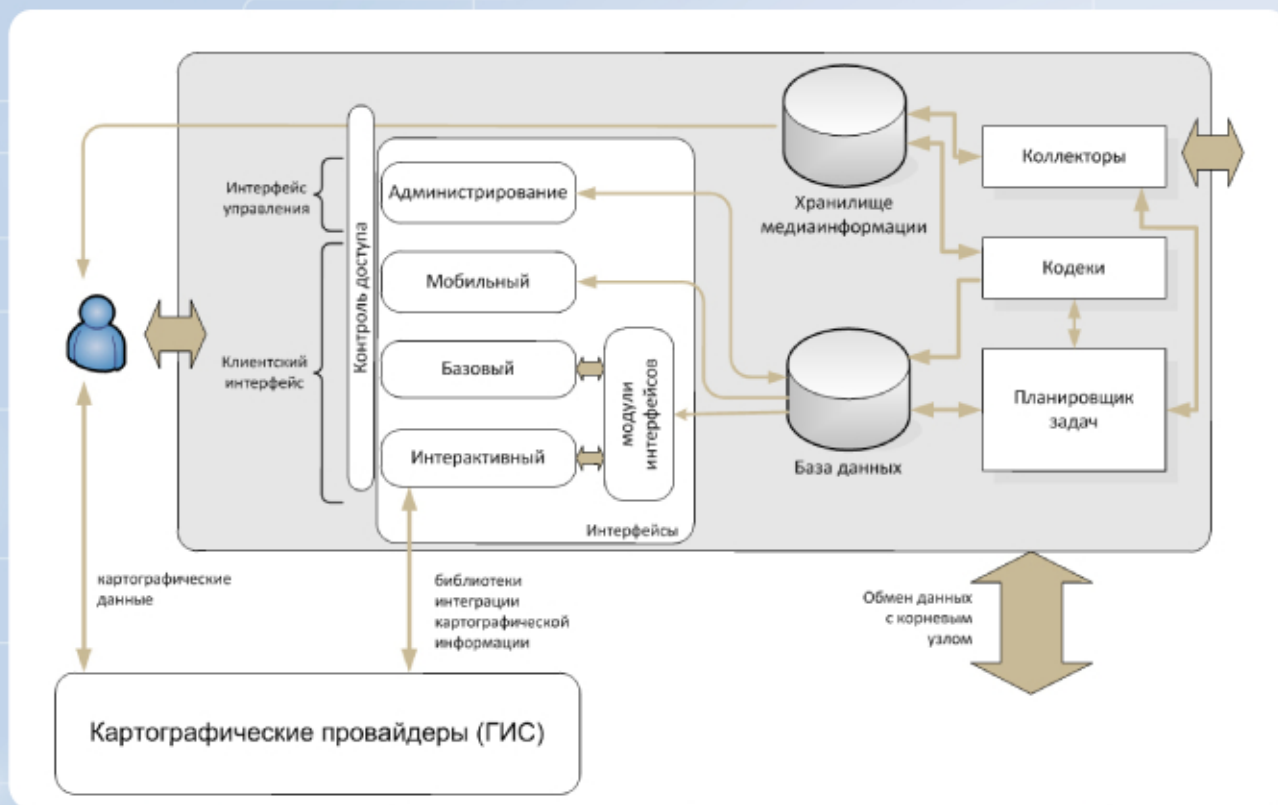 Интерфейс
управления
Клиентский
интерфейс
Контроль доступа
Администрирование
Мобильный
Базовый
Интерактивный
модули
интерфейсов
Интерфейсы
Хранилище
медиаинформации
База данных
Коллекторы
Кодеки
Планировщик
задач
картографические
данные
библиотеки
интеграции
картографической
информации
Обмен данных
с корневым
узлом
Картографические провайдеры (ГИС)